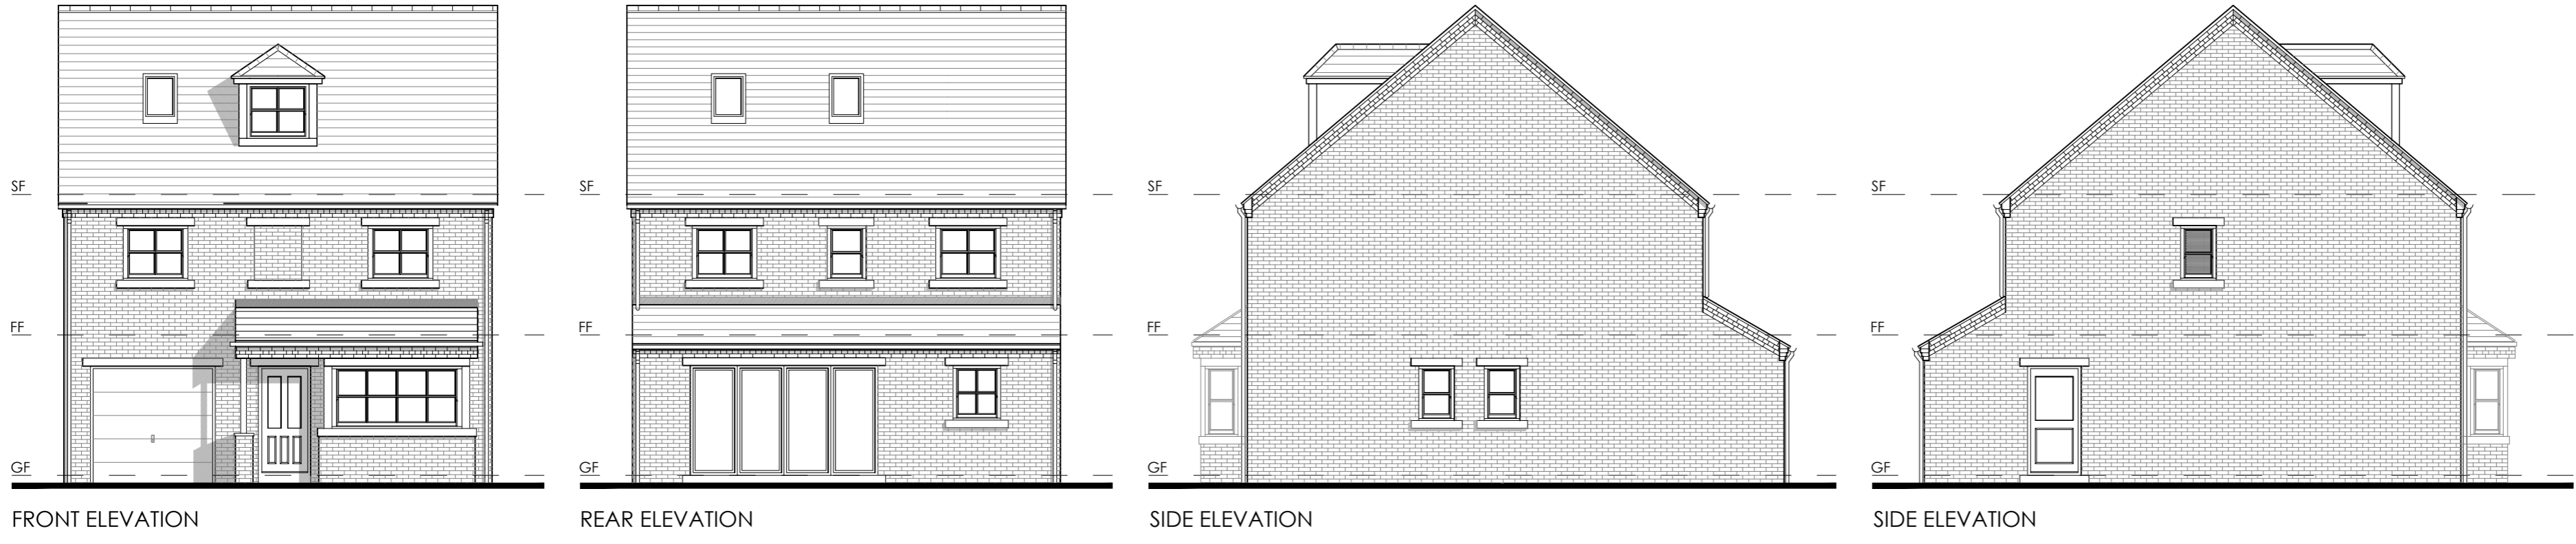 SF
FF
GF
FRONT ELEVATION
SF
FF
GF
REAR ELEVATION
SF
FF
GF
SIDE ELEVATION
SF
FF
GF
SIDE ELEVATION